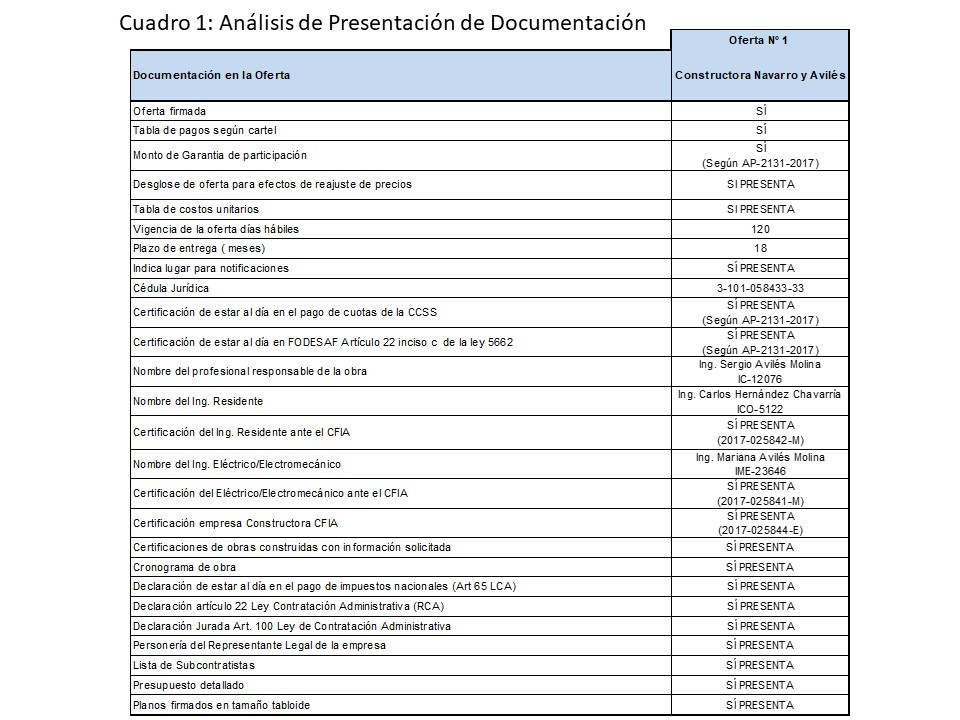 Cuadro 1: Análisis de Presentación de Documentación
Oferta N° 1
Documentación en la Oferta
Constructora Navarro y Avilés
Oferta firmada
SÍ
Tabla de pagos según cartel
SÍ
Monto de Garantia de participación
SÍ
(Según AP-2131-2017)
Desglose de oferta para efectos de reajuste de precios
SI PRESENTA
Tabla de costos unitarios
SI PRESENTA
Vigencia de la oferta días hábiles
120
Plazo de entrega ( meses)
18
Indica lugar para notificaciones
SÍ PRESENTA
Cédula Jurídica
3-101-058433-33
Certificación de estar al día en el pago de cuotas de la CCSS
SÍ PRESENTA
(Según AP-2131-2017)
Certificación de estar al día en FODESAF Artículo 22 inciso c de la ley 5662
SÍ PRESENTA
(Según AP-2131-2017)
Nombre del profesional responsable de la obra
Ing. Sergio Avilés Molina
IC-12076
Nombre del Ing. Residente
Ing. Carlos Hernández Chavarría
ICO-5122
Certificación del Ing. Residente ante el CFIA
SÍ PRESENTA
(2017-025842-M)
Nombre del Ing. Eléctrico/Electromecánico
Ing. Mariana Avilés Molina
IME-23646
Certificación del Eléctrico/Electromecánico ante el CFIA
SÍ PRESENTA
(2017-025841-M)
Certificación empresa Constructora CFIA
SÍ PRESENTA
(2017-025844-E)
Certificaciones de obras construidas con información solicitada
SÍ PRESENTA
Cronograma de obra
SÍ PRESENTA
Declaración de estar al día en el pago de impuestos nacionales (Art 65 LCA)
SÍ PRESENTA
Declaración artículo 22 Ley Contratación Administrativa (RCA)
SÍ PRESENTA
Declaración Jurada Art. 100 Ley de Contratación Administrativa
SÍ PRESENTA
Personería del Representante Legal de la empresa
SÍ PRESENTA
Lista de Subcontratistas
SÍ PRESENTA
Presupuesto detallado
SÍ PRESENTA
Planos firmados en tamaño tabloide
SÍ PRESENTA